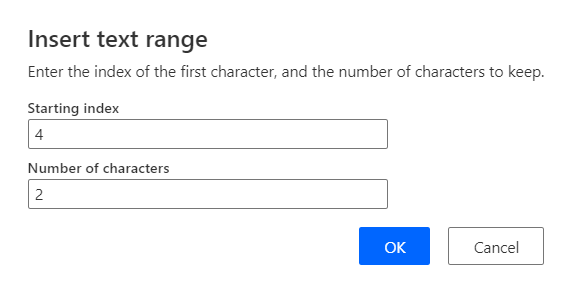 Insert text range
Enter the index of the first character, and the number of characters to keep.
Starting index
4
Number of characters
2
OK Cancel